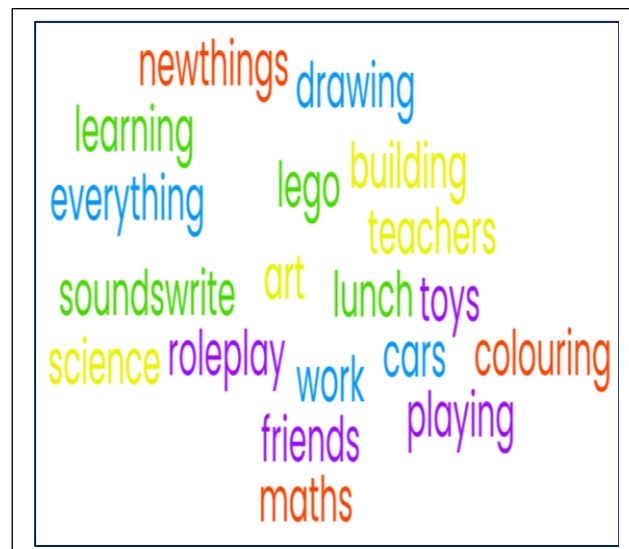 newthings
drawing
learning
building
lego
everything
teachers
art
soundswrite
lunch
toys
science
roleplay
work
cars
colouring
friends
playing
maths